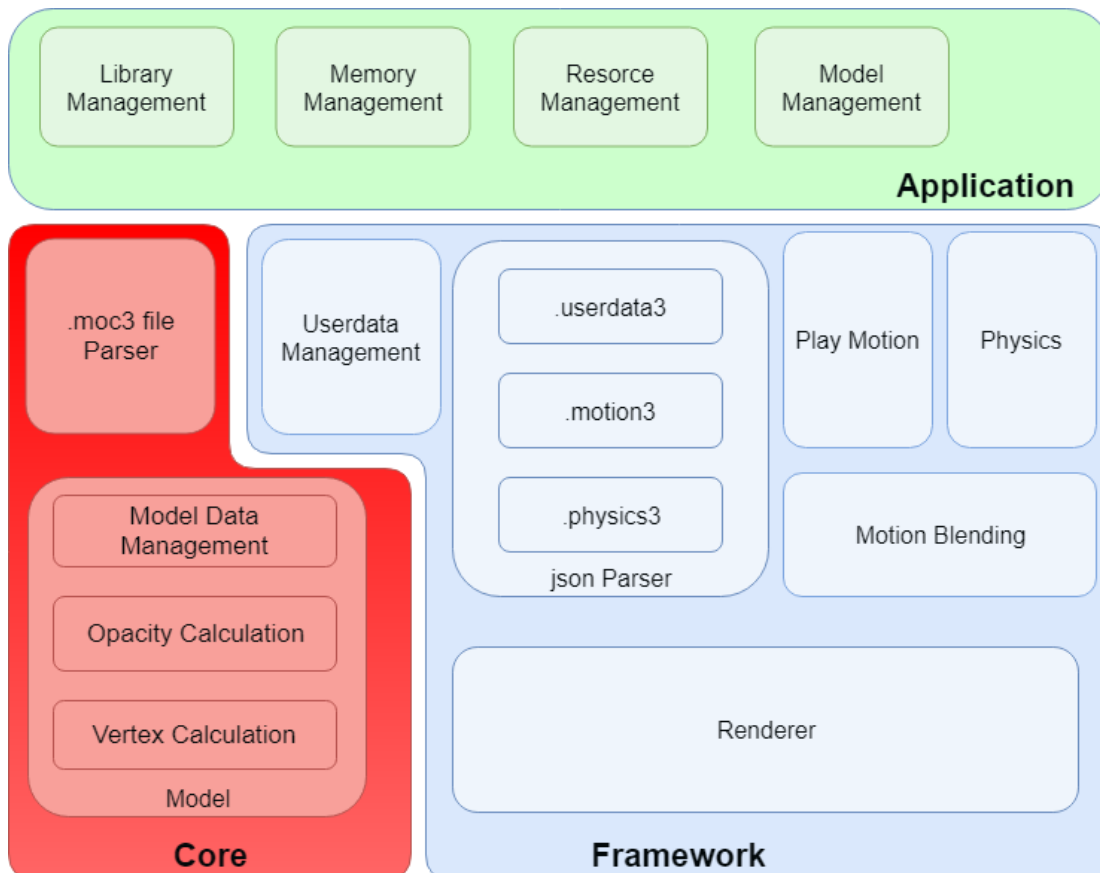 Library
Management
Memory
Management
Resorce
Management
Model
Management
Application
.moc3 file
Parser
Model Data
Management
Opacity Calculation
Vertex Calculation
Model
Core
Userdata
Management
.userdata3
.motion3
.physics3
json Parser
Play Motion
Physics
Motion Blending
Renderer
Framework